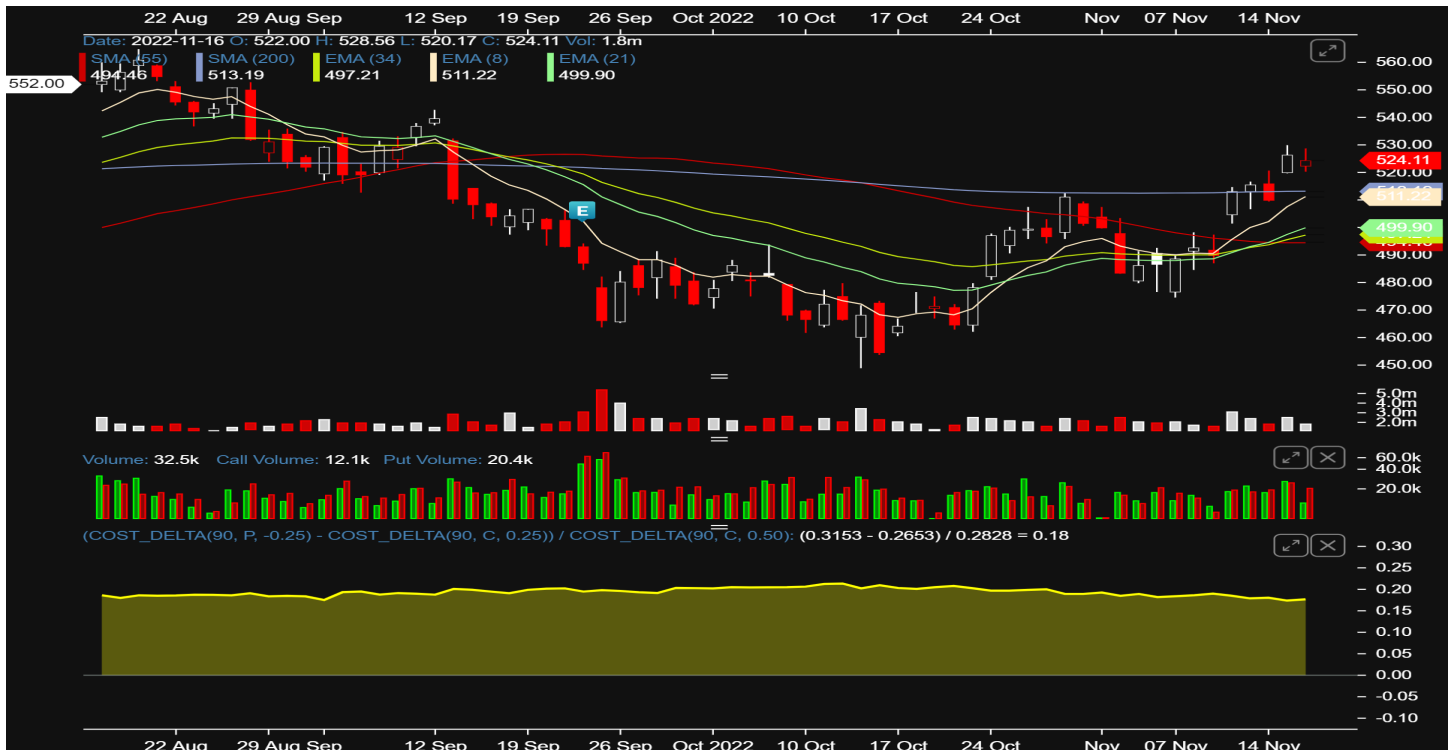 22 Aug 29 Aug Sep 12 Sep 19 Sep 26 Sep Oct 2022 10 Oct 17 Oct 24 Oct Nov 07 Nov 14 Nov
Date: 2022-11-16 O: 522.00 H: 528.56 L: 520.17 C: 524.11 Vol: 1.8m
SMA (55) SMA (200) EMA (34) EMA (8) EMA (21)
494.46 513.19 497.21 511.22 499.90
552.00
560.00
550.00
540.00
530.00
524.11
520.00
511.22
499.90
490.00
480.00
470.00
460.00
450.00
E
5.0m
4.0m
3.0m
2.0m
Volume: 32.5k Call Volume: 12.1k Put Volume: 20.4k
60.0k
40.0k
20.0k
(COST_DELTA(90, P, -0.25) - COST_DELTA(90, C, 0.25)) / COST_DELTA(90, C, 0.50): (0.3153 - 0.2653) / 0.2828 = 0.18
0.30
0.25
0.20
0.15
0.10
0.05
0.00
-0.05
-0.10
22 Aug 29 Aug Sep 12 Sep 19 Sep 26 Sep Oct 2022 10 Oct 17 Oct 24 Oct Nov 07 Nov 14 Nov